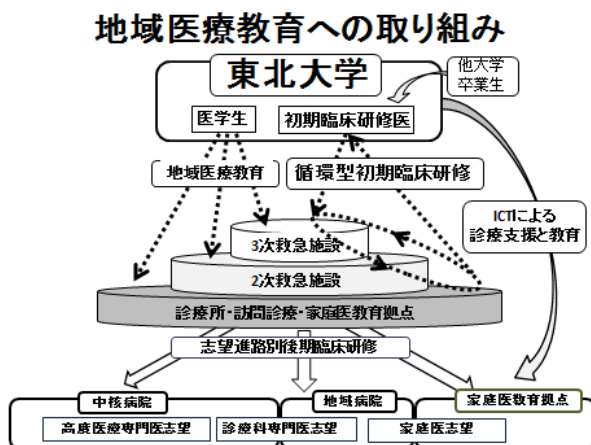 地域医療教育への取り組み
東北大学
他大学
卒業生
医学生
初期臨床研修医
地域医療教育
循環型初期臨床研修
ICTによる
診療支援と教育
3次救急施設
2次救急施設
診療所・訪問診療・家庭医教育拠点
志望進路別後期臨床研修
中核病院
地域病院
家庭医教育拠点
高度医療専門医志望
診療科専門医志望
家庭医志望